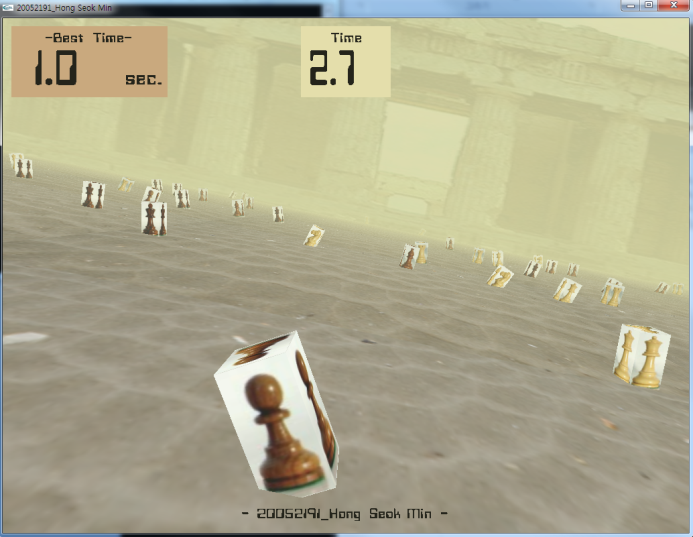 20052191_Hong Seok Min
-Best Time-
1.0 sec.
Time
2.7
- 20052191_Hong Seok Min -